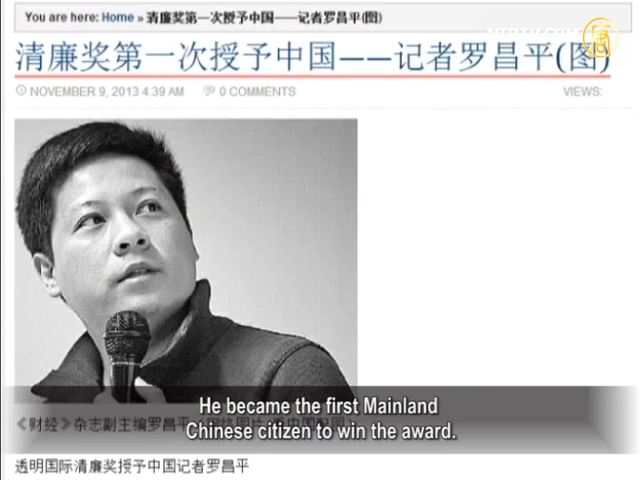 You are here: Home » 清廉奖第一次授予中国——记者罗昌平(图)
清廉奖第一次授予中国——记者罗昌平(图)
NOVEMBER 9, 2013 4:39 AM 0 COMMENTS VIEWS:
He became the first Mainland
Chinese citizen to win the award.
《财经》杂志副主编罗昌平
透明国际清廉奖授予中国记者罗昌平